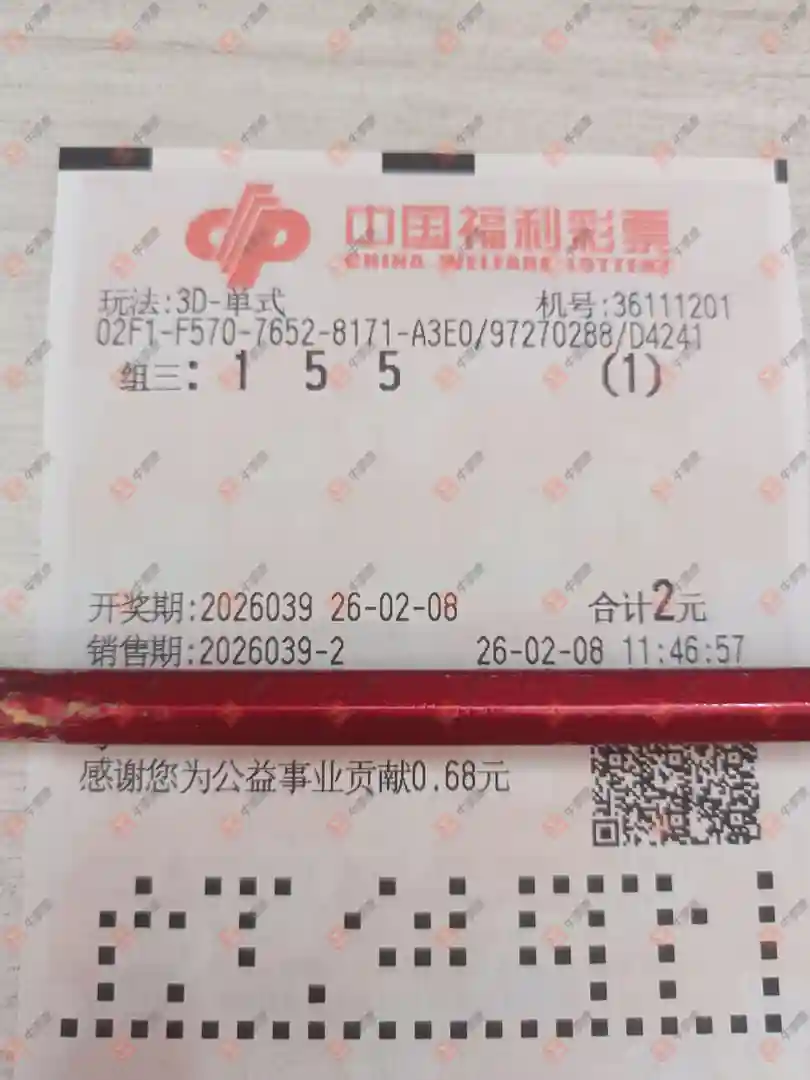 中国福利彩票
CHINA WELFARE LOTTERY
玩法:3D-单式 机号:36111201
02F1-F570-7652-8171-A3E0/97270288/D4241
组三: 1 5 5 (1)
开奖期:2026039 26-02-08 合计2元
销售期:2026039-2 26-02-08 11:46:57
感谢您为公益事业贡献0.68元